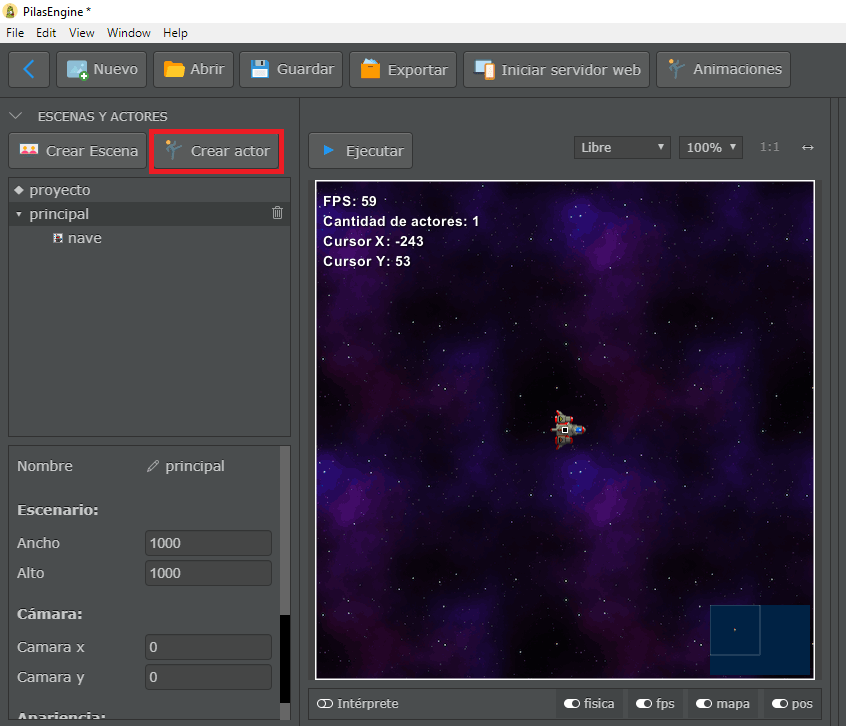 PilasEngine *
File Edit View Window Help
Nuevo Abrir Guardar Exportar Iniciar servidor web Animaciones
ESCENAS Y ACTORES
Crear Escena Crear actor Ejecutar Libre 100% 1:1
proyecto
principal
nave
FPS: 59
Cantidad de actores: 1
Cursor X: -243
Cursor Y: 53
Nombre principal
Escenario:
Ancho 1000
Alto 1000
Cámara:
Camara x 0
Camara y 0
Apariencia:
Intérprete fisica fps mapa pos